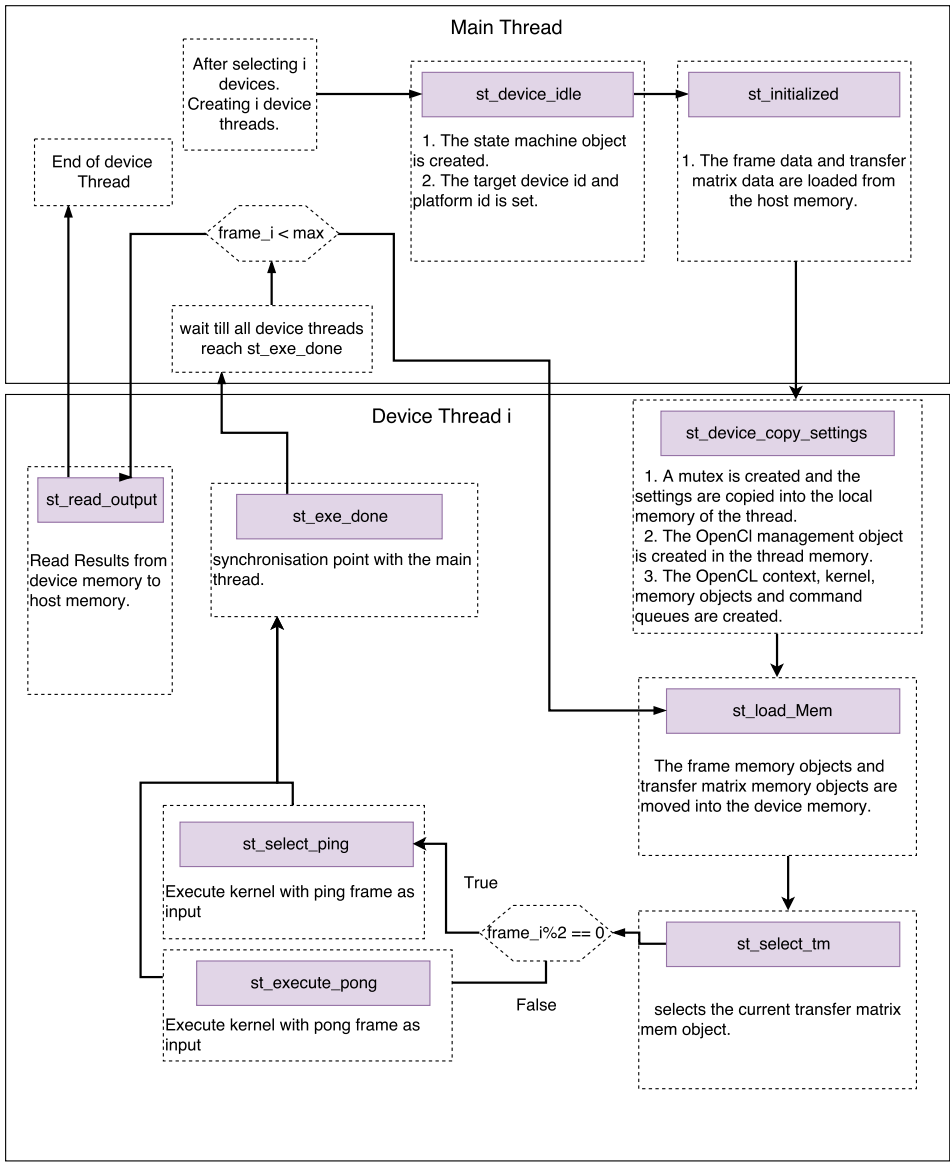 Main Thread
After selecting i
devices.
Creating i device
threads.
st_device_idle
1. The state machine object
is created.
2. The target device id and
platform id is set.
st_initialized
1. The frame data and transfer
matrix data are loaded from
the host memory.
End of device
Thread
frame_i < max
wait till all device threads
reach st_exe_done
Device Thread i
st_device_copy_settings
1. A mutex is created and the
settings are copied into the local
memory of the thread.
2. The OpenCl management object
is created in the thread memory.
3. The OpenCL context, kernel,
memory objects and command
queues are created.
st_read_output
Read Results from
device memory to
host memory.
st_exe_done
synchronisation point with the main
thread.
st_load_Mem
The frame memory objects and
transfer matrix memory objects are
moved into the device memory.
st_select_ping
Execute kernel with ping frame as
input
True
frame_i%2 == 0
False
st_select_tm
selects the current transfer matrix
mem object.
st_execute_pong
Execute kernel with pong frame as
input